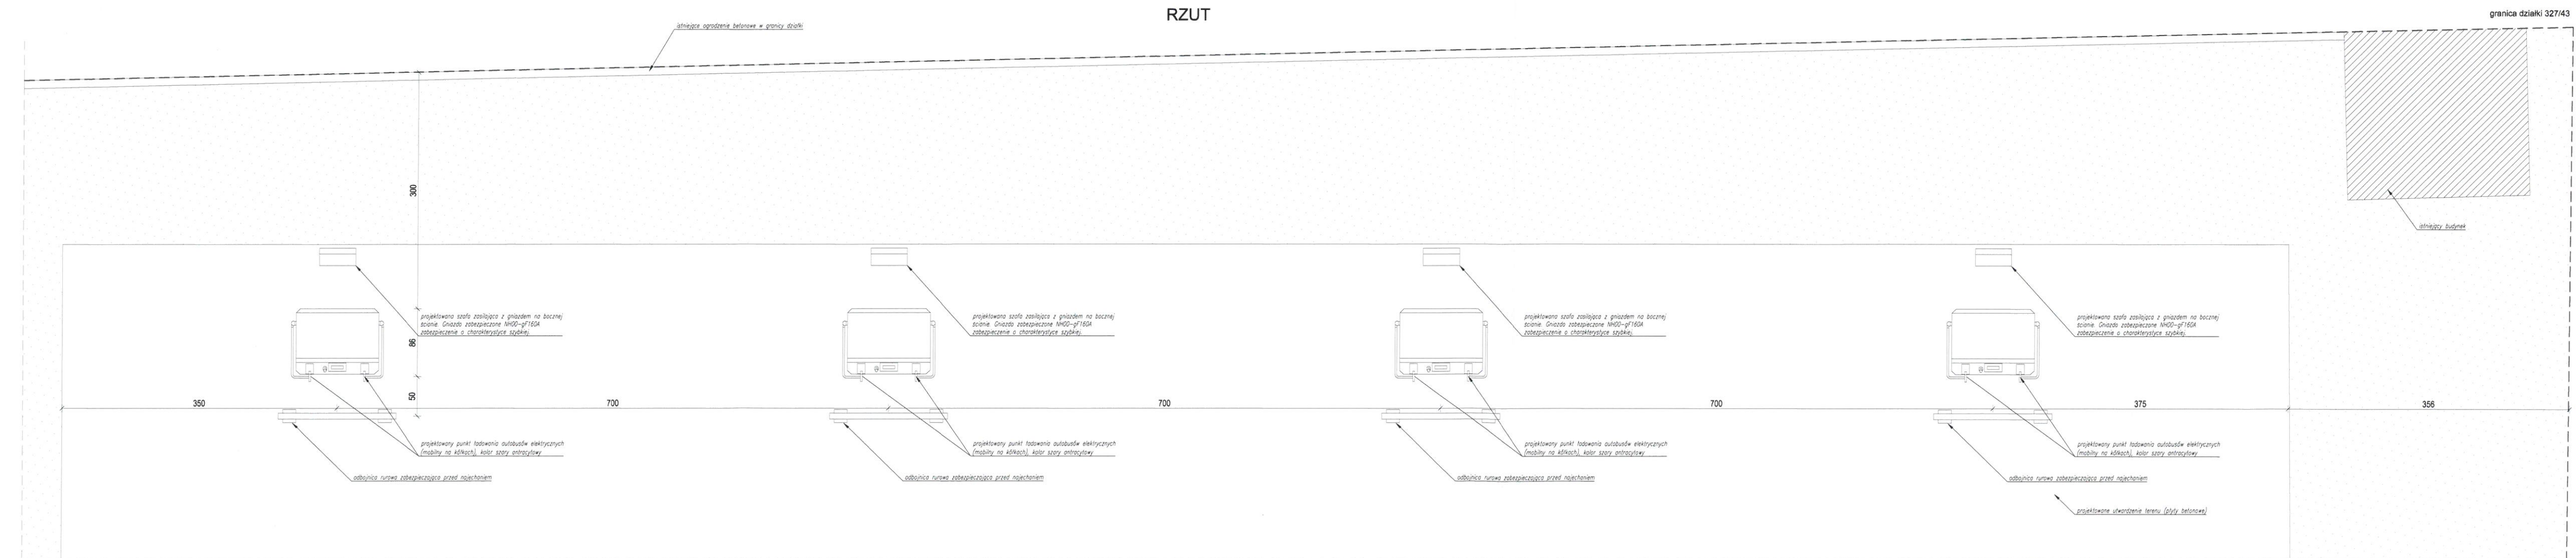 RZUT
granica działki 327/43
istniejące ogrodzenie betonowe w granicy działki
300
istniejący budynek
projektowana szafa zasilająca z gniazdem na bocznej
ścianie. Gniazdo zabezpieczone NH00-gF160A
zabezpieczenie o charakterystyce szybkiej.
projektowana szafa zasilająca z gniazdem na bocznej
ścianie. Gniazdo zabezpieczone NH00-gF160A
zabezpieczenie o charakterystyce szybkiej.
projektowana szafa zasilająca z gniazdem na bocznej
ścianie. Gniazdo zabezpieczone NH00-gF160A
zabezpieczenie o charakterystyce szybkiej.
projektowana szafa zasilająca z gniazdem na bocznej
ścianie. Gniazdo zabezpieczone NH00-gF160A
zabezpieczenie o charakterystyce szybkiej.
86
50
350
700
700
700
375
356
projektowany punkt ładowania autobusów elektrycznych
(mobilny na kółkach), kolor szary antracytowy
projektowany punkt ładowania autobusów elektrycznych
(mobilny na kółkach), kolor szary antracytowy
projektowany punkt ładowania autobusów elektrycznych
(mobilny na kółkach), kolor szary antracytowy
projektowany punkt ładowania autobusów elektrycznych
(mobilny na kółkach), kolor szary antracytowy
odbojnica rurowa zabezpieczająca przed najechaniem
odbojnica rurowa zabezpieczająca przed najechaniem
odbojnica rurowa zabezpieczająca przed najechaniem
odbojnica rurowa zabezpieczająca przed najechaniem
projektowane utwardzenie terenu (płyty betonowe)